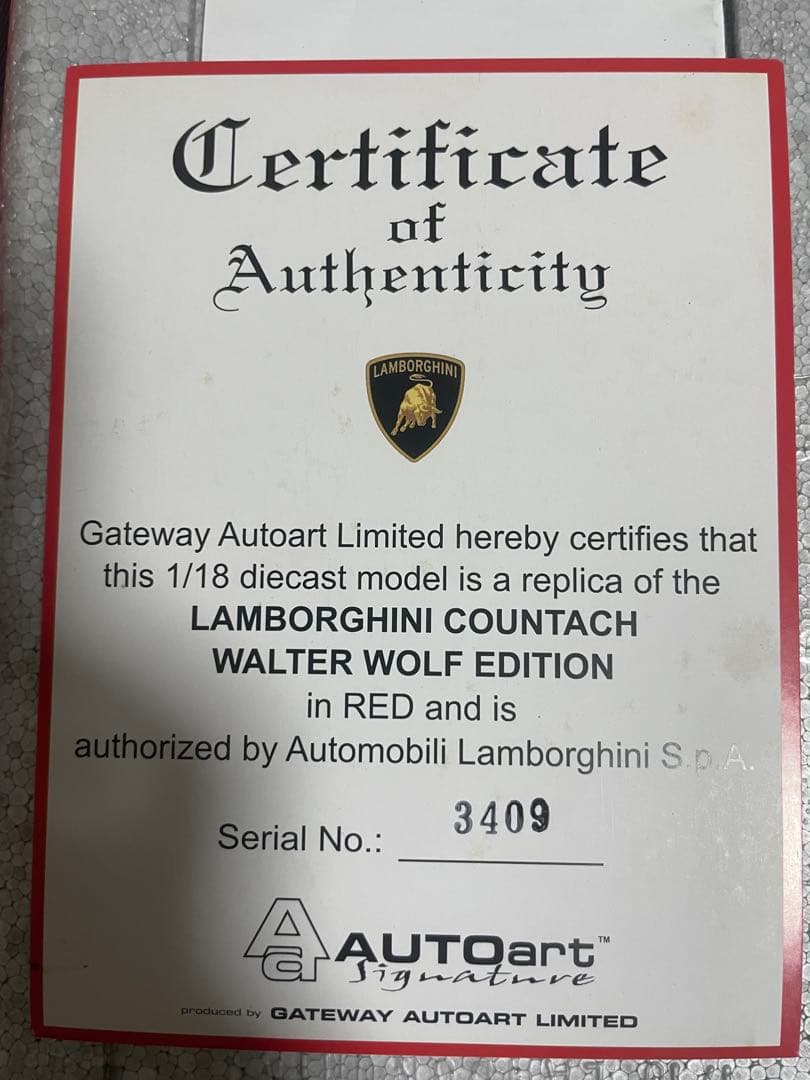 Certificate
of
Authenticity
LAMBORGHINI
Gateway Autoart Limited hereby certifies that
this 1/18 diecast model is a replica of the
LAMBORGHINI COUNTACH
WALTER WOLF EDITION
in RED and is
authorized by Automobili Lamborghini S.p.A.
Serial No.: 3409
Aa AUTOart™
Signature
produced by GATEWAY AUTOART LIMITED